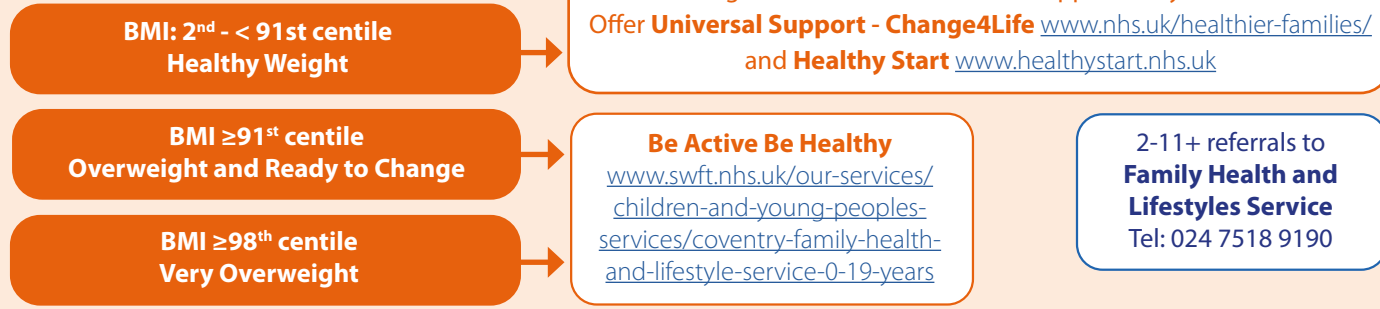 BMI: 2nd - < 91st centile
Healthy Weight
Offer Universal Support - Change4Life www.nhs.uk/healthier-families/
and Healthy Start www.healthystart.nhs.uk
BMI ≥91st centile
Overweight and Ready to Change
BMI ≥98th centile
Very Overweight
Be Active Be Healthy
www.swft.nhs.uk/our-services/
children-and-young-peoples-
services/coventry-family-health-
and-lifestyle-service-0-19-years
2-11+ referrals to
Family Health and
Lifestyles Service
Tel: 024 7518 9190